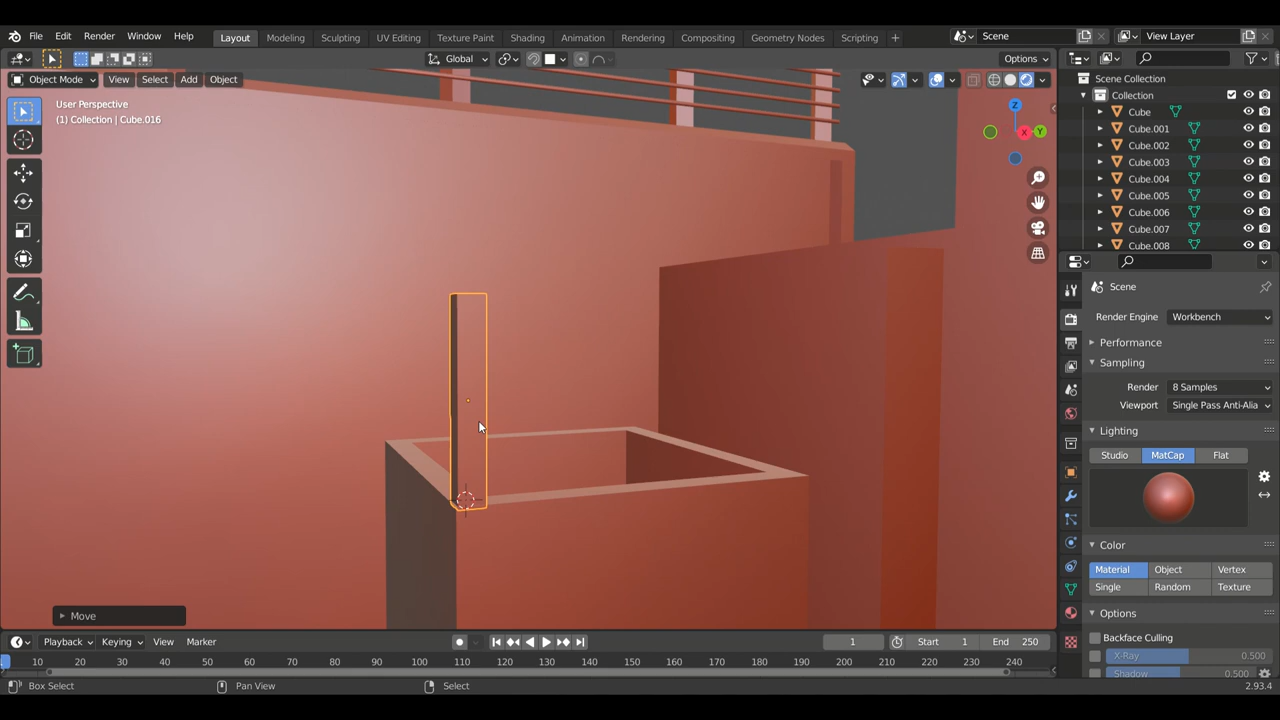 File Edit Render Window Help Layout Modeling Sculpting UV Editing Texture Paint Shading Animation Rendering Compositing Geometry Nodes Scripting + Scene View Layer
Global Options
Object Mode View Select Add Object
User Perspective
(1) Collection | Cube.016
Z
X Y
Scene Collection
Collection
Cube
Cube.001
Cube.002
Cube.003
Cube.004
Cube.005
Cube.006
Cube.007
Cube.008
Scene
Render Engine Workbench
Performance
Sampling
Render 8 Samples
Viewport Single Pass Anti-Alia
Lighting
Studio MatCap Flat
Color
Material Object Vertex
Single Random Texture
Options
Backface Culling
X-Ray 0.500
Shadow 0.500
Move
Playback Keying View Marker 1 Start 1 End 250
10 20 30 40 50 60 70 80 90 100 110 120 130 140 150 160 170 180 190 200 210 220 230 240
Box Select Pan View Select 2.93.4